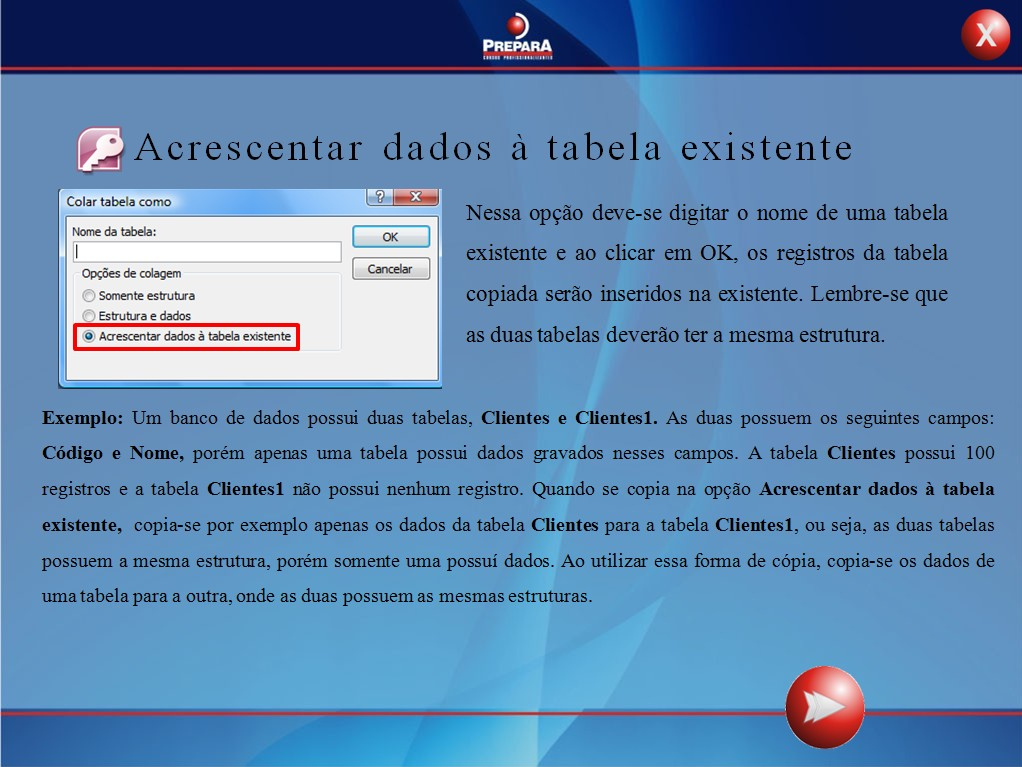 PREPARA
CURSOS PROFISSIONALIZANTES
X
Acrescentar dados à tabela existente
Colar tabela como
?
Nome da tabela:
OK
Cancelar
Opções de colagem
Somente estrutura
Estrutura e dados
Acrescentar dados à tabela existente
Nessa opção deve-se digitar o nome de uma tabela
existente e ao clicar em OK, os registros da tabela
copiada serão inseridos na existente. Lembre-se que
as duas tabelas deverão ter a mesma estrutura.
Exemplo: Um banco de dados possui duas tabelas, Clientes e Clientes1. As duas possuem os seguintes campos:
Código e Nome, porém apenas uma tabela possui dados gravados nesses campos. A tabela Clientes possui 100
registros e a tabela Clientes1 não possui nenhum registro. Quando se copia na opção Acrescentar dados à tabela
existente, copia-se por exemplo apenas os dados da tabela Clientes para a tabela Clientes1, ou seja, as duas tabelas
possuem a mesma estrutura, porém somente uma possuí dados. Ao utilizar essa forma de cópia, copia-se os dados de
uma tabela para a outra, onde as duas possuem as mesmas estruturas.